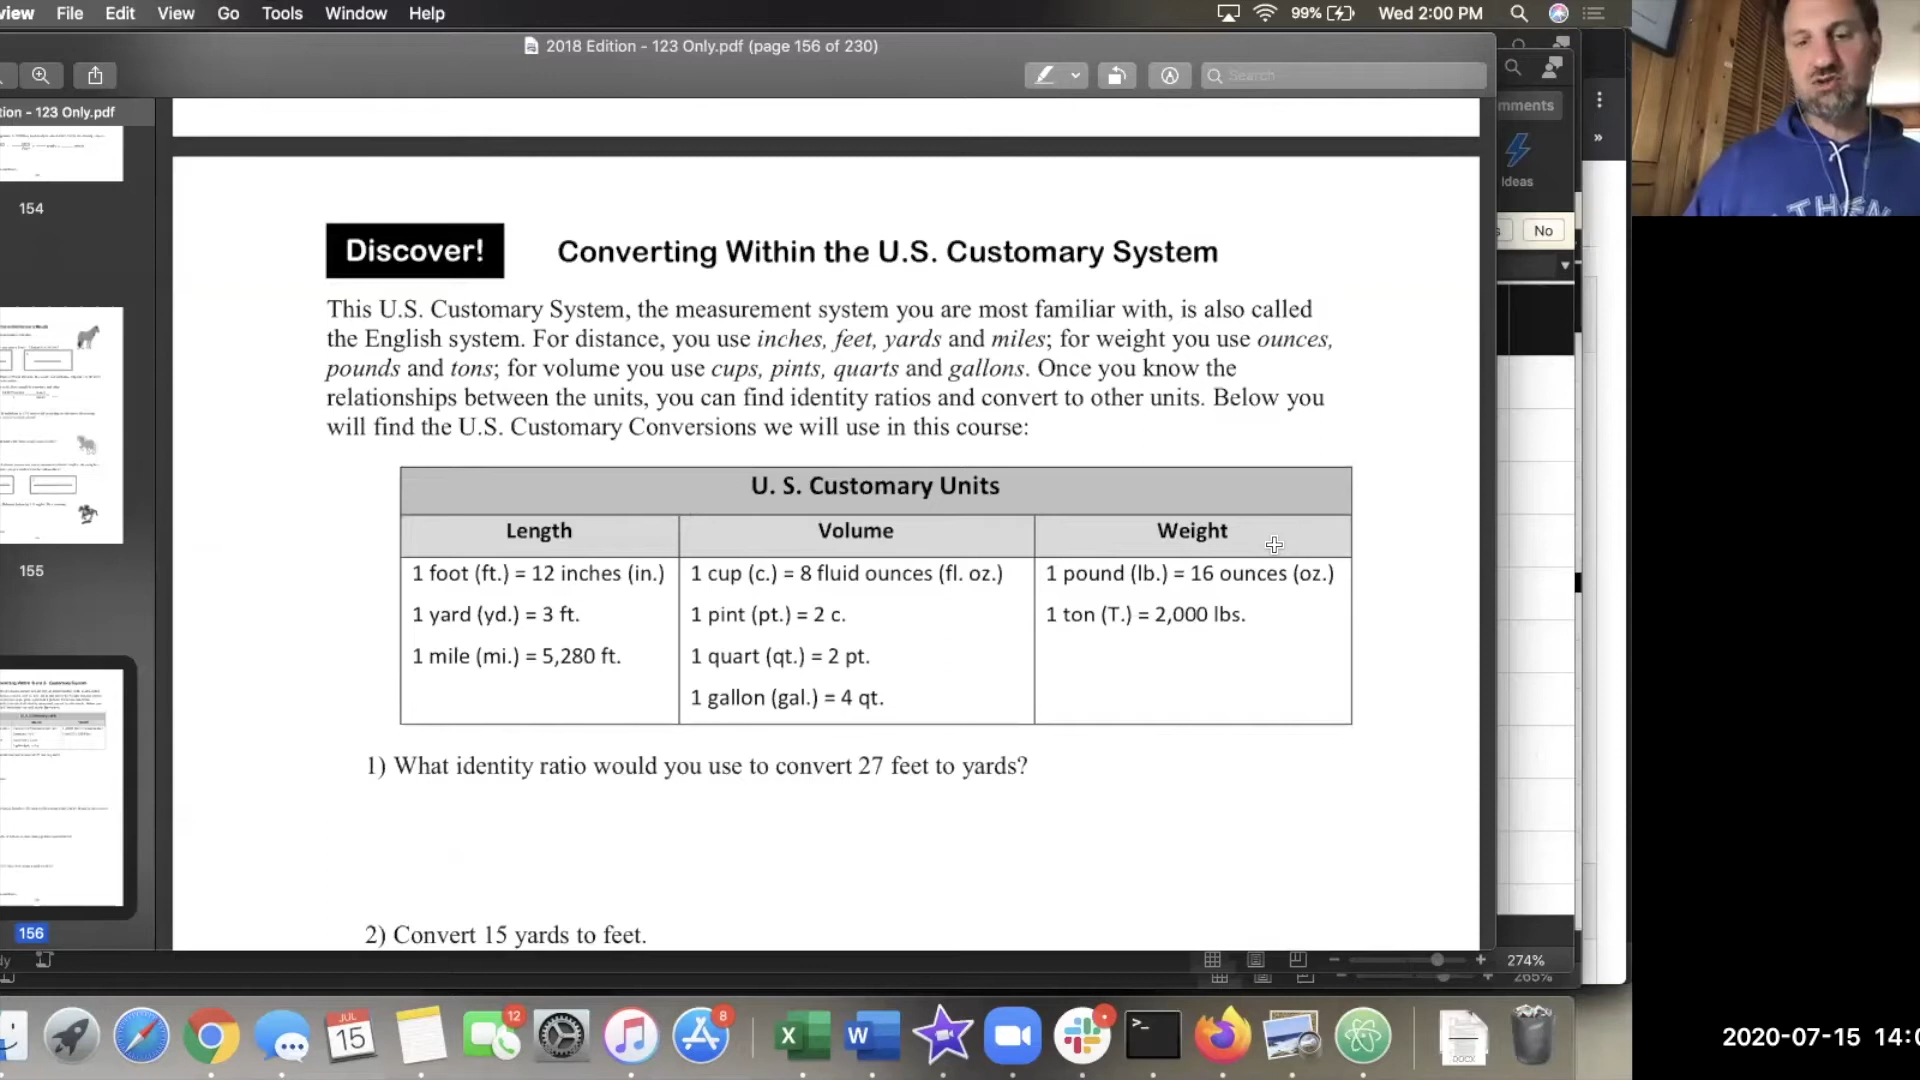 view File Edit View Go Tools Window Help 99% Wed 2:00 PM
2018 Edition - 123 Only.pdf (page 156 of 230)
Search
tion - 123 Only.pdf
mments
Ideas
No
154
155
156
Discover! Converting Within the U.S. Customary System
This U.S. Customary System, the measurement system you are most familiar with, is also called
the English system. For distance, you use inches, feet, yards and miles; for weight you use ounces,
pounds and tons; for volume you use cups, pints, quarts and gallons. Once you know the
relationships between the units, you can find identity ratios and convert to other units. Below you
will find the U.S. Customary Conversions we will use in this course:
U. S. Customary Units
Length Volume Weight
1 foot (ft.) = 12 inches (in.) 1 cup (c.) = 8 fluid ounces (fl. oz.) 1 pound (lb.) = 16 ounces (oz.)
1 yard (yd.) = 3 ft. 1 pint (pt.) = 2 c. 1 ton (T.) = 2,000 lbs.
1 mile (mi.) = 5,280 ft. 1 quart (qt.) = 2 pt.
1 gallon (gal.) = 4 qt.
1) What identity ratio would you use to convert 27 feet to yards?
2) Convert 15 yards to feet.
274%
265%
JUL
15
12
8
X
W
>_
DOCX
2020-07-15 14:0